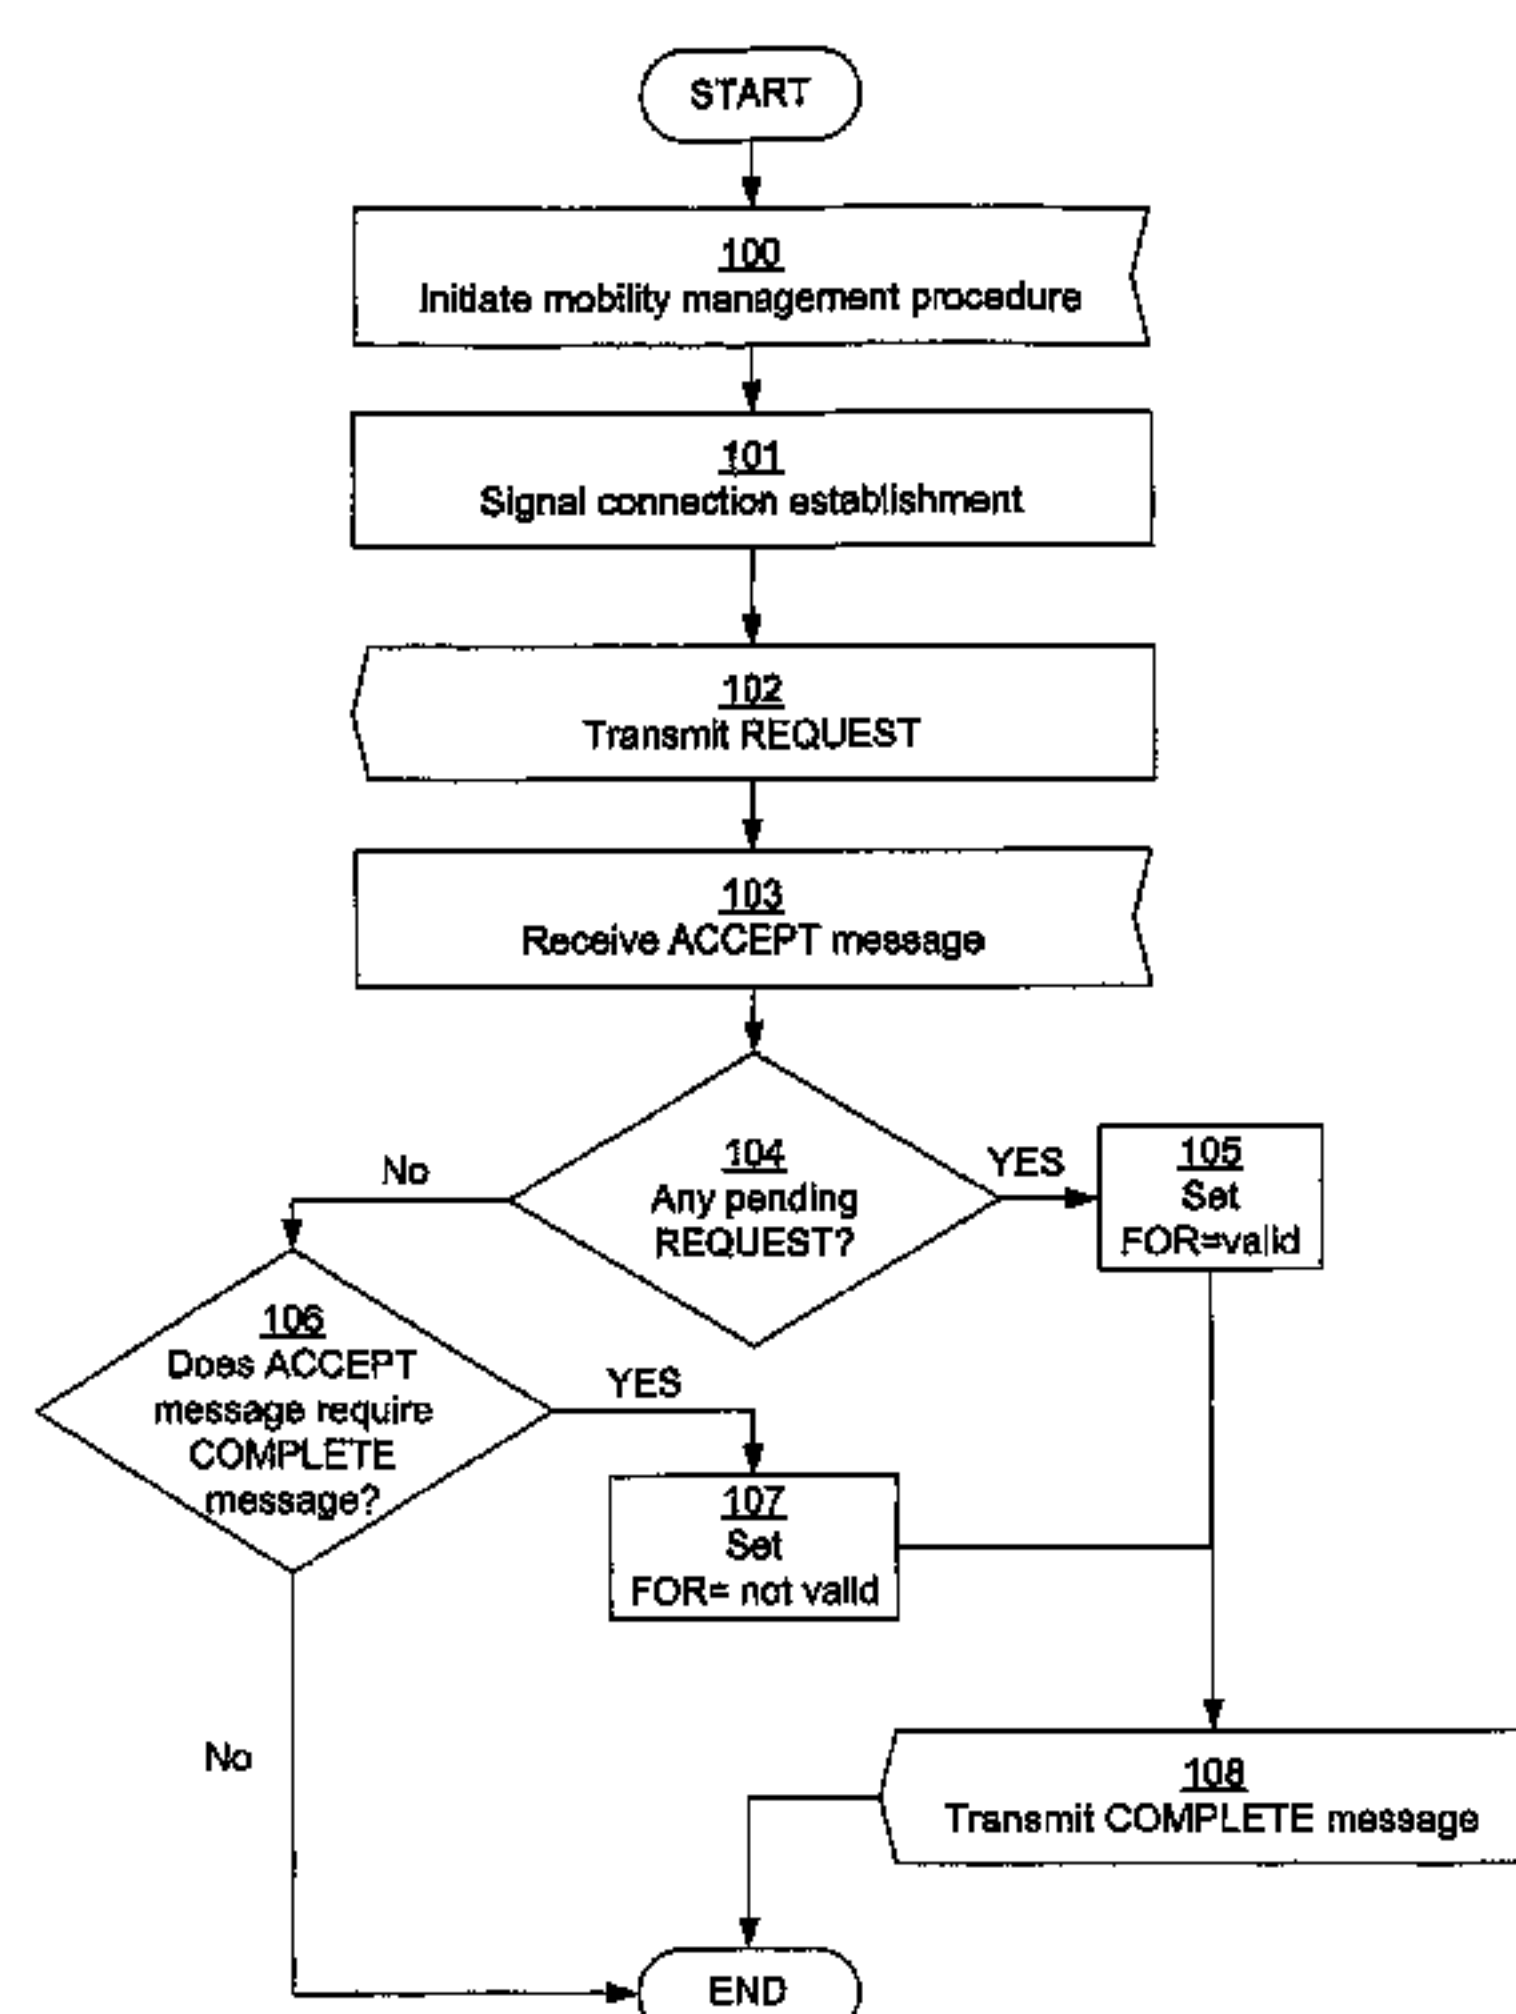 START
100
Initiate mobility management procedure
101
Signal connection establishment
102
Transmit REQUEST
103
Receive ACCEPT message
104
Any pending
REQUEST?
No
YES
105
Set
FOR=valid
106
Does ACCEPT
message require
COMPLETE
message?
YES
107
Set
FOR= not valid
No
108
Transmit COMPLETE message
END